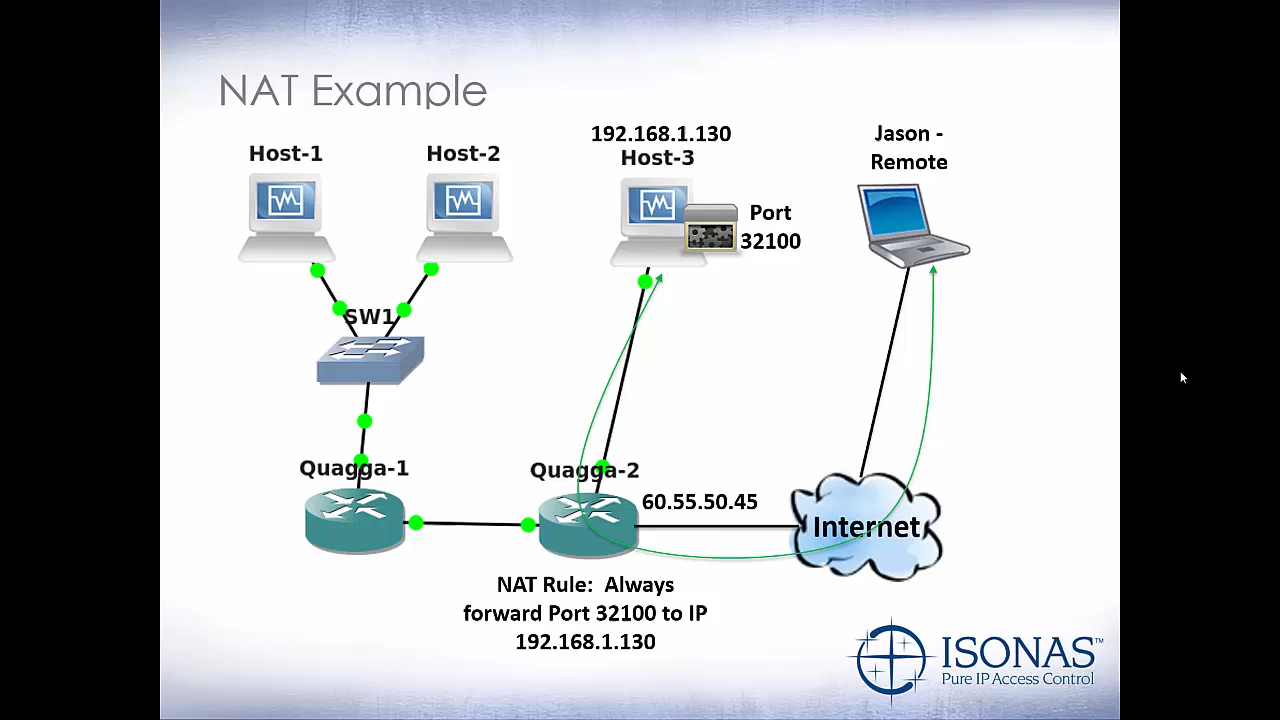 NAT Example
Host-1
Host-2
192.168.1.130
Host-3
Port
32100
Jason -
Remote
SW1
Quagga-1
Quagga-2
60.55.50.45
Internet
NAT Rule:  Always
forward Port 32100 to IP
192.168.1.130
ISONAS™
Pure IP Access Control